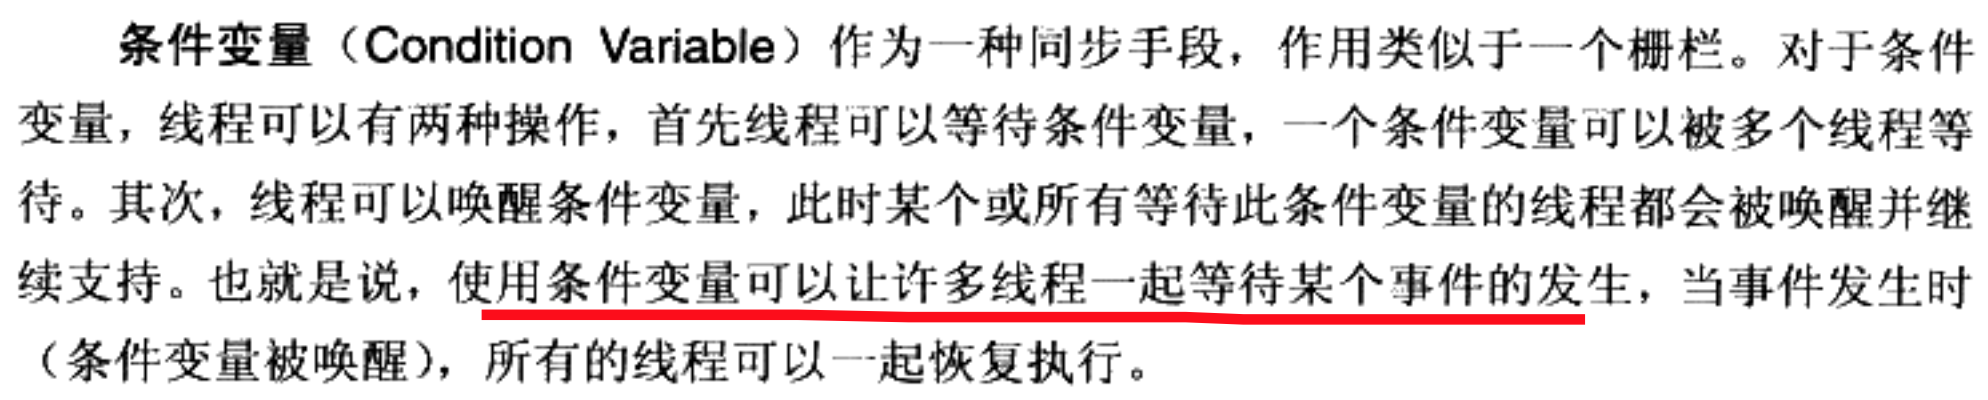 条件变量（Condition Variable）作为一种同步手段，作用类似于一个栅栏。对于条件
变量，线程可以有两种操作，首先线程可以等待条件变量，一个条件变量可以被多个线程等
待。其次，线程可以唤醒条件变量，此时某个或所有等待此条件变量的线程都会被唤醒并继
续支持。也就是说，使用条件变量可以让许多线程一起等待某个事件的发生，当事件发生时
（条件变量被唤醒），所有的线程可以一起恢复执行。